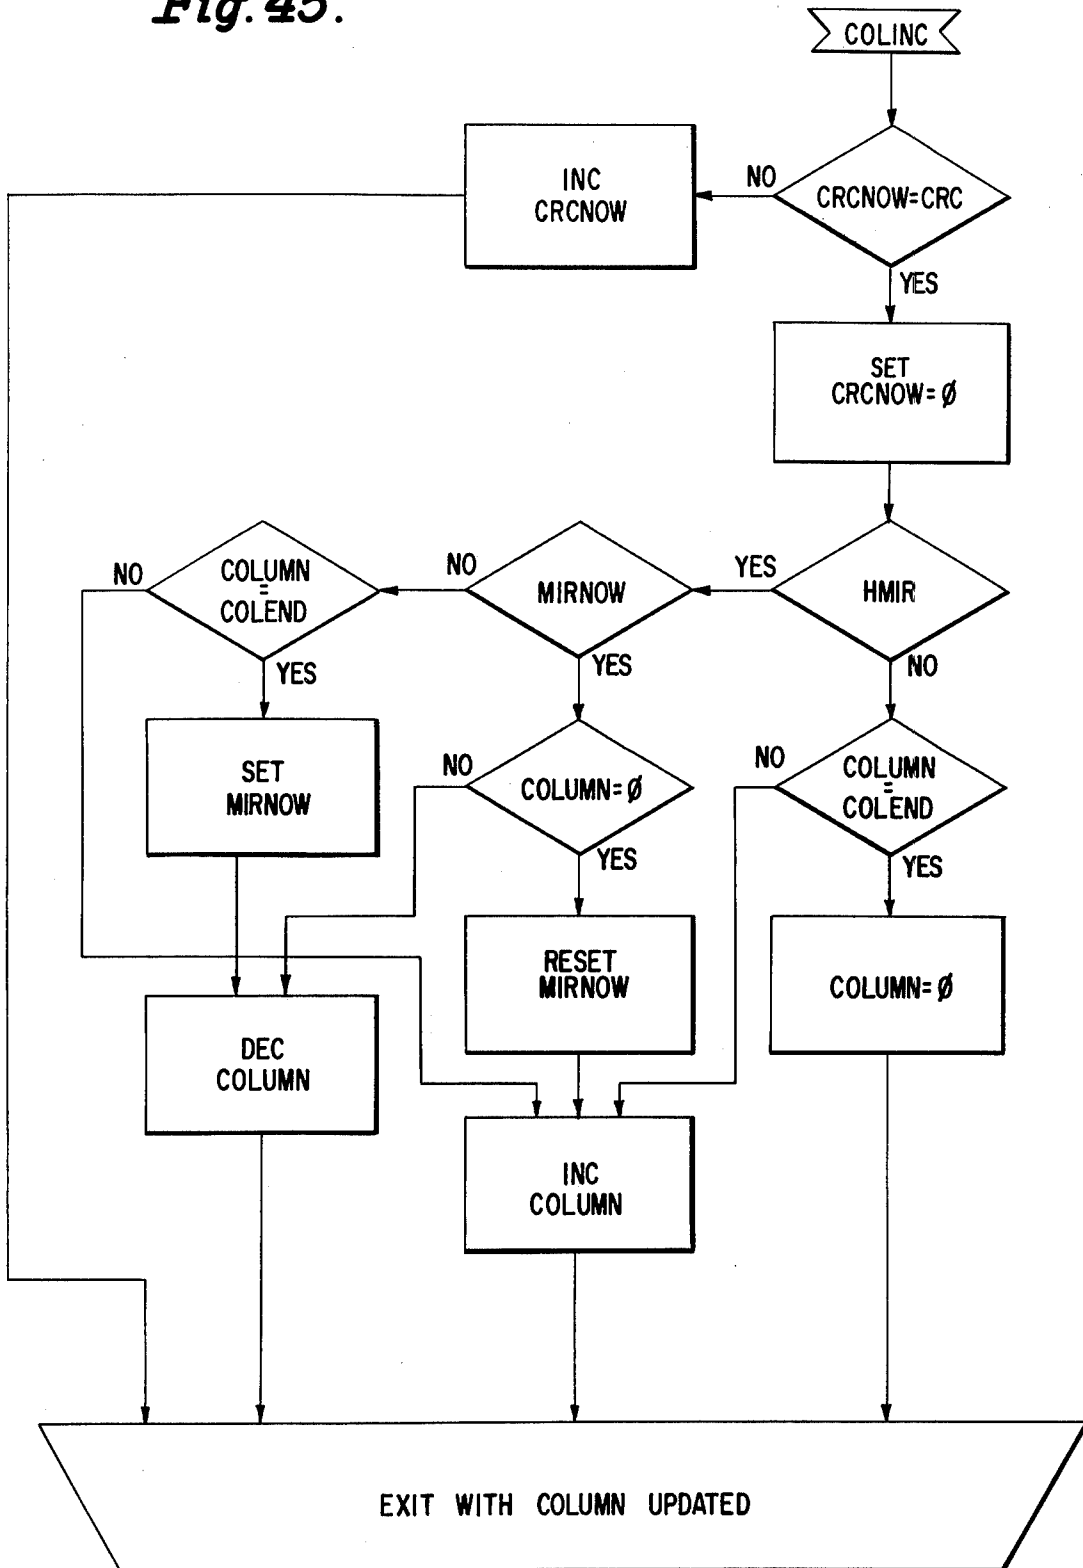 Fig. 45.
COLINC
INC
CRCNOW
NO
CRCNOW=CRC
YES
SET
CRCNOW=Ø
NO
COLUMN
=
COLEND
YES
NO
MIRNOW
YES
YES
HMIR
NO
SET
MIRNOW
NO
COLUMN=Ø
YES
NO
COLUMN
=
COLEND
YES
DEC
COLUMN
RESET
MIRNOW
COLUMN=Ø
INC
COLUMN
EXIT WITH COLUMN UPDATED